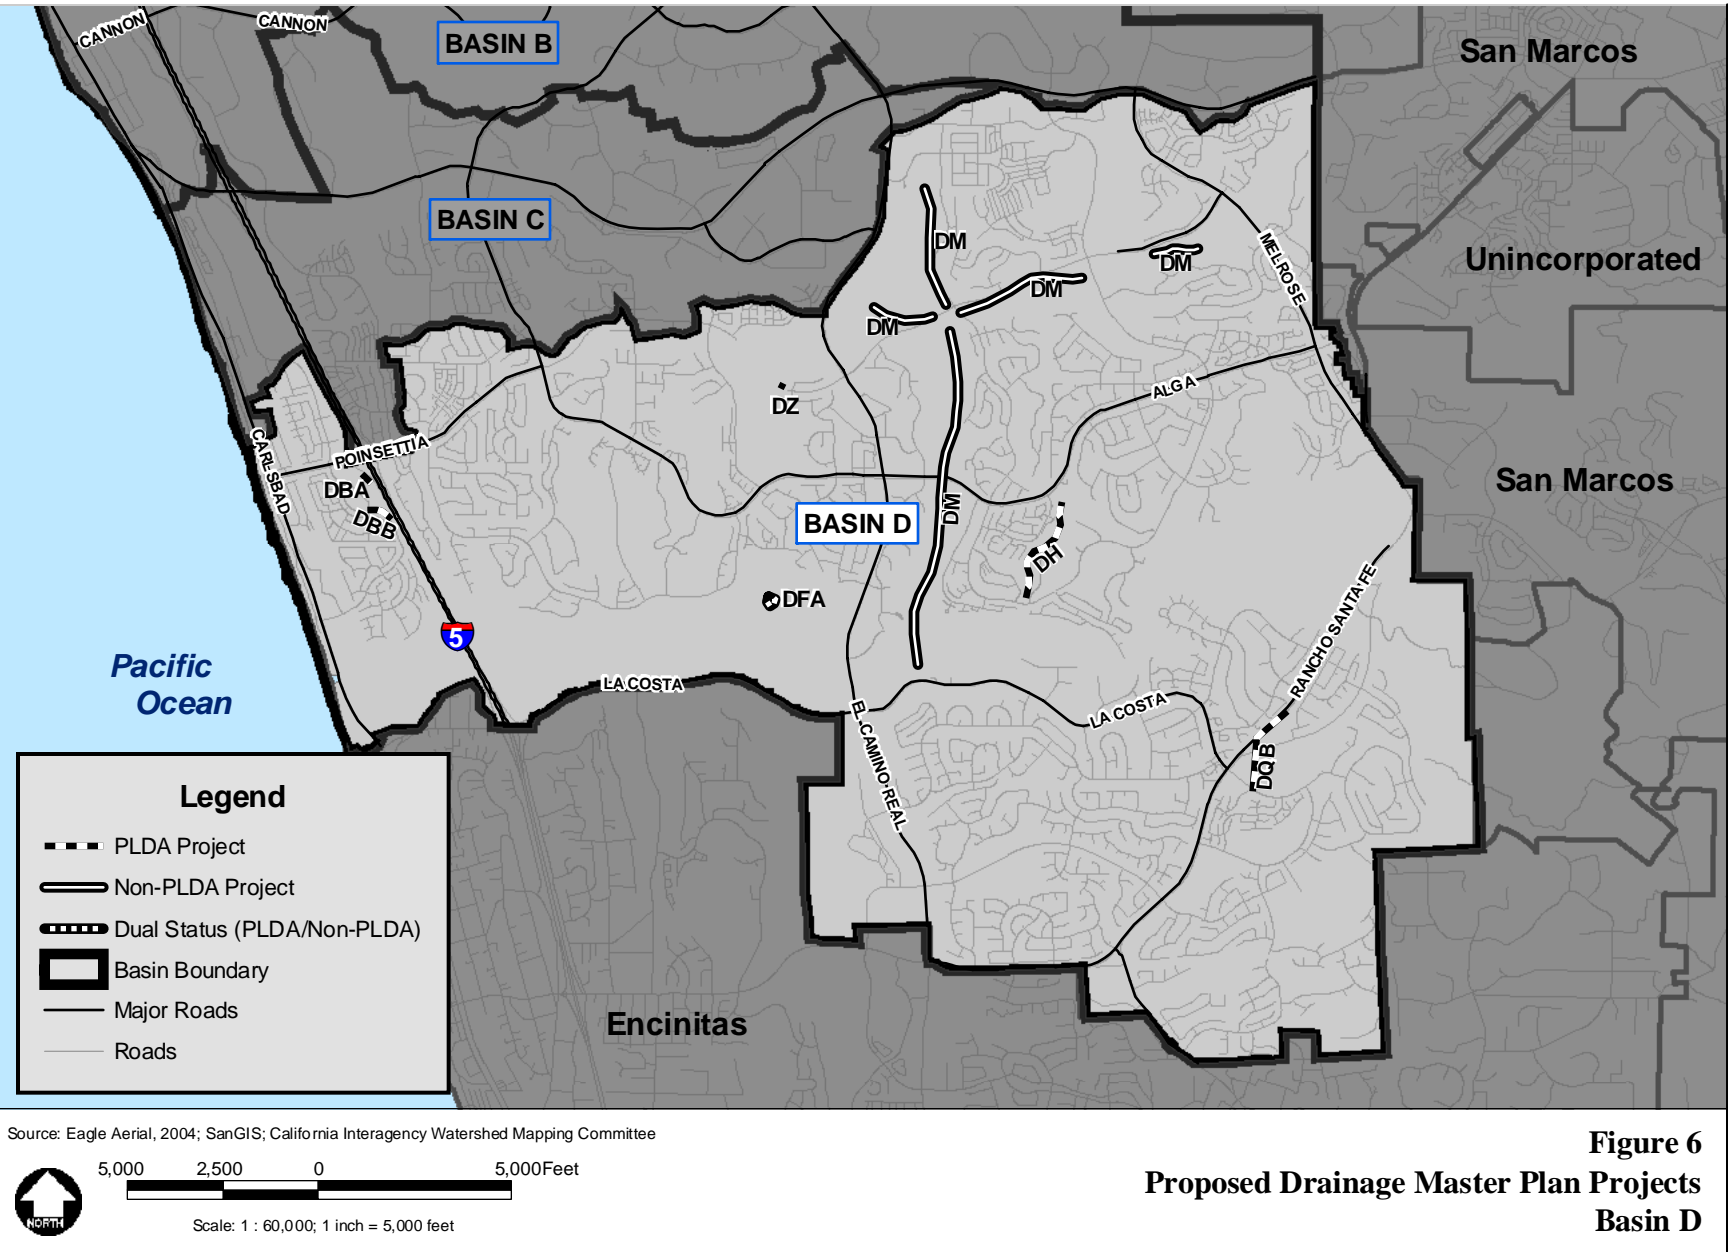 CANNON
CANNON
BASIN B
San Marcos
BASIN C
Unincorporated
MELROSE
DM
DM
DM
DM
ALGA
DZ
CARLSBAD
POINSETTIA
DBA
DBB
San Marcos
BASIN D
DM
DH
DFA
RANCHO SANTA FE
5
Pacific
Ocean
LA COSTA
LA COSTA
EL CAMINO REAL
DQB
Encinitas
Legend
PLDA Project
Non-PLDA Project
Dual Status (PLDA/Non-PLDA)
Basin Boundary
Major Roads
Roads
Source: Eagle Aerial, 2004; SanGIS; California Interagency Watershed Mapping Committee
5,000 2,500 0 5,000Feet
NORTH
Scale: 1 : 60,000; 1 inch = 5,000 feet
Figure 6
Proposed Drainage Master Plan Projects
Basin D